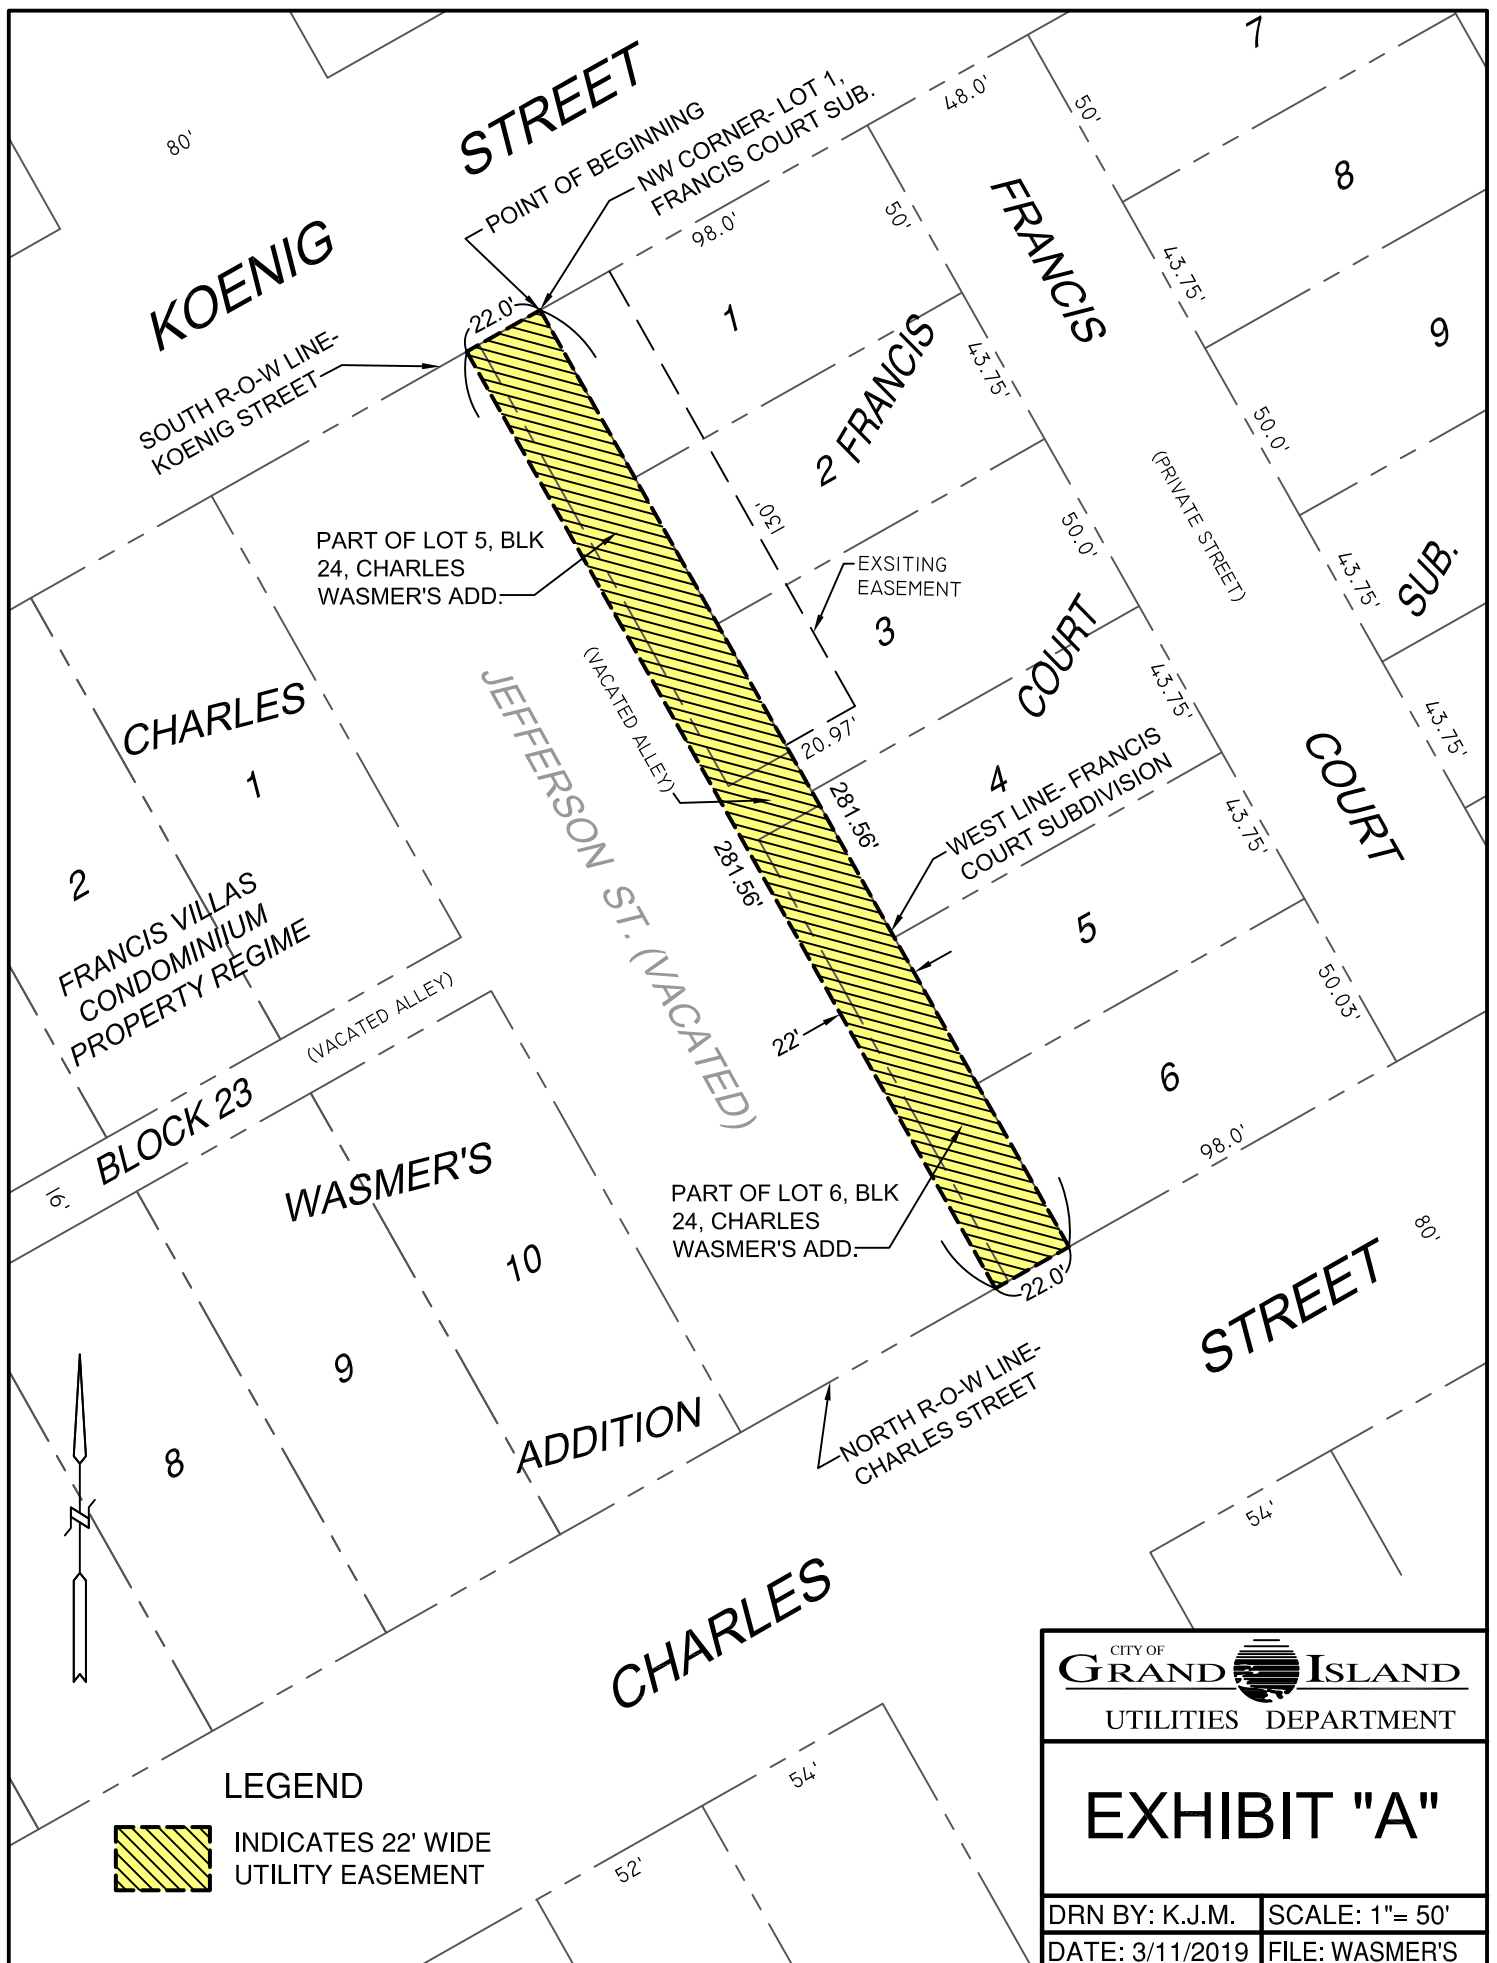 7
STREET
80'
POINT OF BEGINNING
NW CORNER- LOT 1,
FRANCIS COURT SUB.
48.0'
50'
8
98.0'
50'
FRANCIS
KOENIG
43.75'
22.0'
1
9
SOUTH R-O-W LINE-
KOENIG STREET
2 FRANCIS
43.75'
50.0'
(PRIVATE STREET)
130'
50.0'
PART OF LOT 5, BLK
24, CHARLES
WASMER'S ADD.
EXSITING
EASEMENT
43.75'
SUB.
3
COURT
(VACATED ALLEY)
JEFFERSON ST. (VACATED)
CHARLES
1
43.75'
43.75'
20.97'
COURT
4
281.56'
WEST LINE- FRANCIS
COURT SUBDIVISION
43.75'
281.56'
2
FRANCIS VILLAS
CONDOMINIUM
PROPERTY REGIME
5
50.03'
(VACATED ALLEY)
22'
6
BLOCK 23
16'
WASMER'S
98.0'
PART OF LOT 6, BLK
24, CHARLES
WASMER'S ADD.
80'
10
22.0'
STREET
9
NORTH R-O-W LINE-
CHARLES STREET
8
ADDITION
54'
CHARLES
CITY OF
GRAND ISLAND
UTILITIES DEPARTMENT
54'
52'
LEGEND
INDICATES 22' WIDE
UTILITY EASEMENT
EXHIBIT "A"
DRN BY: K.J.M.
SCALE: 1"= 50'
DATE: 3/11/2019
FILE: WASMER'S